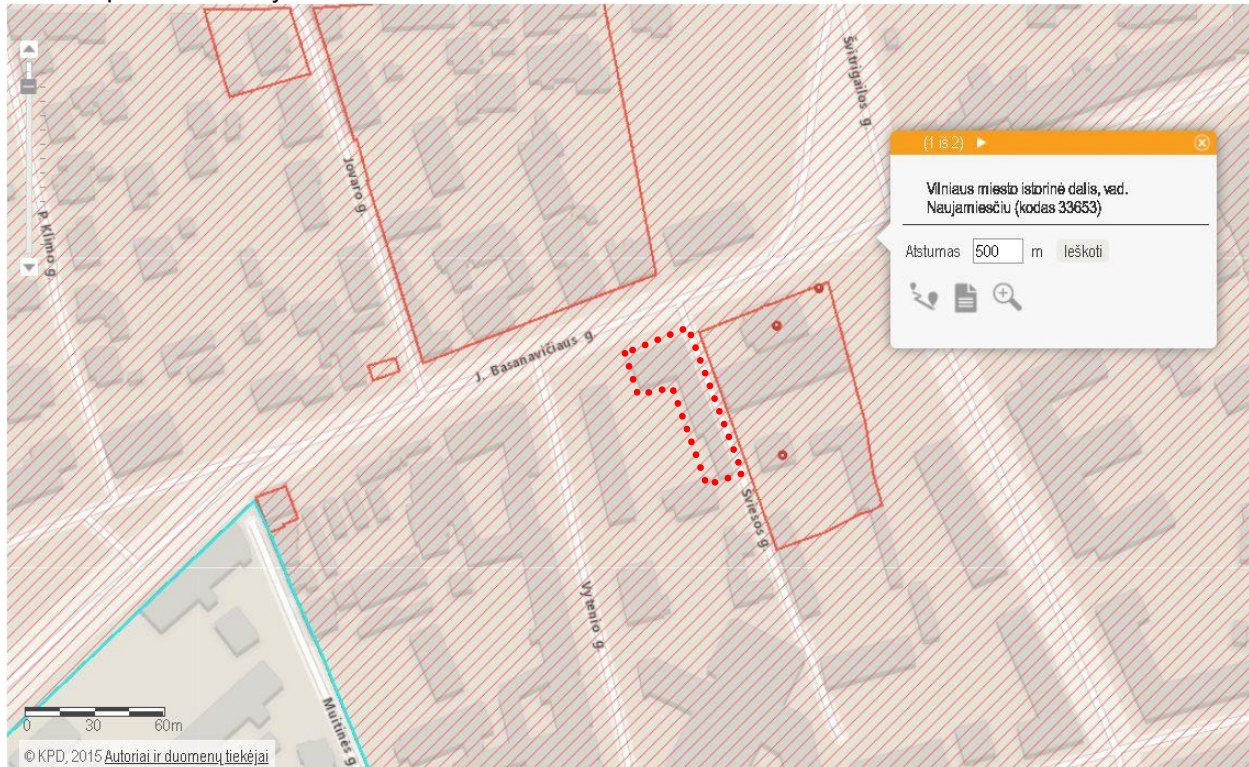 Švitrigailos g.
(1 iš 2)
Vilniaus miesto istorinė dalis, vad.
Naujamiesčiu (kodas 33653)
Atstumas 500 m Ieškoti
Jovaro g.
P. Klimo g.
J. Basanavičiaus g.
Šviesos g.
Vytenio g.
Muitinės g.
0 30 60m
© KPD, 2015 Autoriai ir duomenų tiekėjai